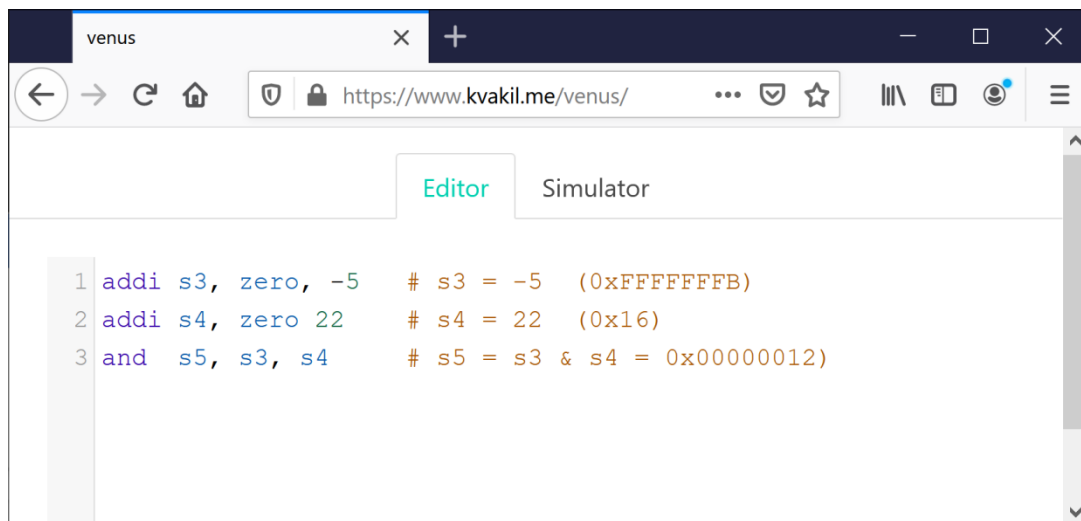 venus
https://www.kvakil.me/venus/
Editor Simulator
1 addi s3, zero, -5 # s3 = -5 (0xFFFFFFFB)
2 addi s4, zero 22 # s4 = 22 (0x16)
3 and s5, s3, s4 # s5 = s3 & s4 = 0x00000012)